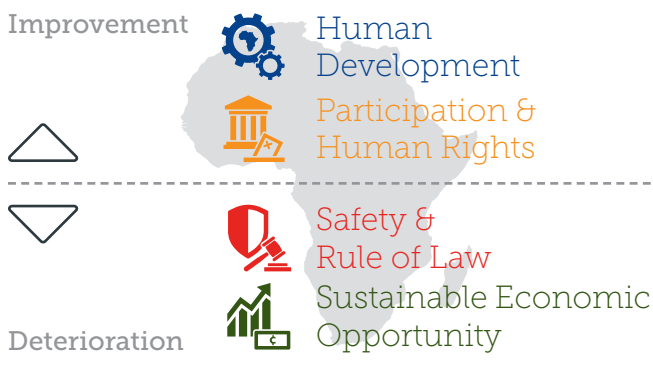 Improvement
Human
Development
Participation &
Human Rights
Safety &
Rule of Law
Sustainable Economic
Opportunity
¢
Deterioration